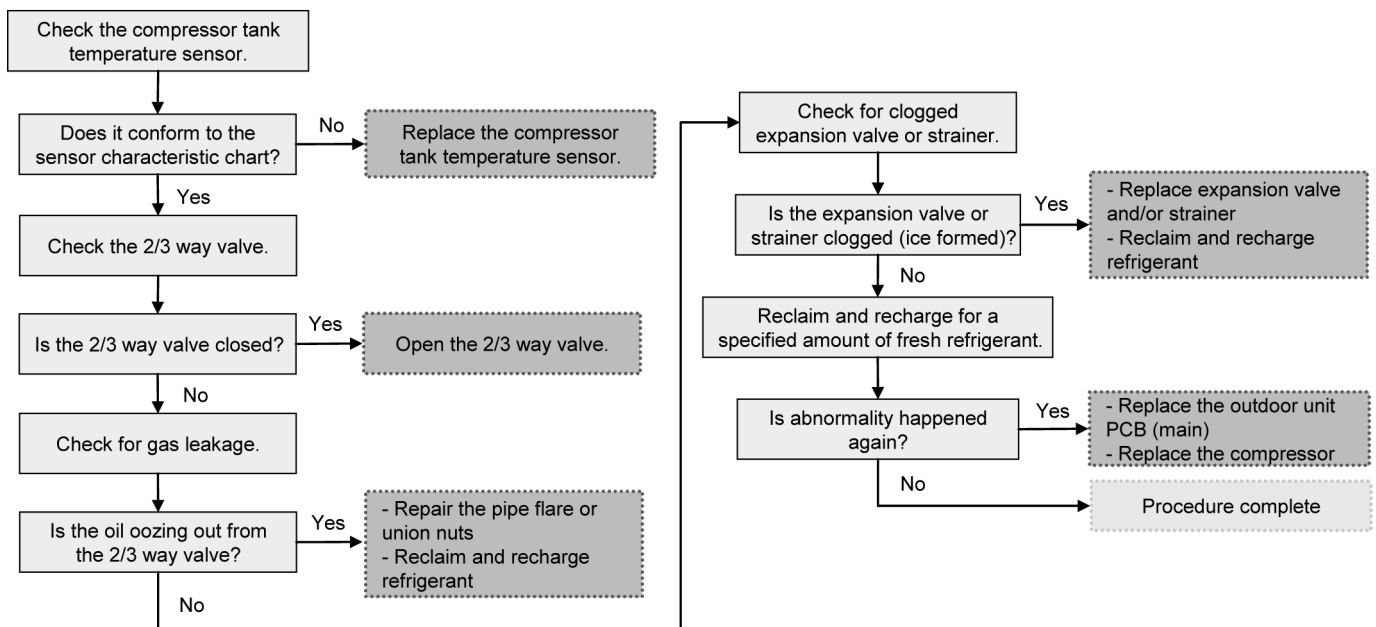 Check the compressor tank
temperature sensor.
Does it conform to the
sensor characteristic chart?
No
Replace the compressor
tank temperature sensor.
Yes
Check the 2/3 way valve.
Is the 2/3 way valve closed?
Yes
Open the 2/3 way valve.
No
Check for gas leakage.
Is the oil oozing out from
the 2/3 way valve?
Yes
- Repair the pipe flare or
union nuts
- Reclaim and recharge
refrigerant
No
Check for clogged
expansion valve or strainer.
Is the expansion valve or
strainer clogged (ice formed)?
Yes
- Replace expansion valve
and/or strainer
- Reclaim and recharge
refrigerant
No
Reclaim and recharge for a
specified amount of fresh refrigerant.
Is abnormality happened
again?
Yes
- Replace the outdoor unit
PCB (main)
- Replace the compressor
No
Procedure complete